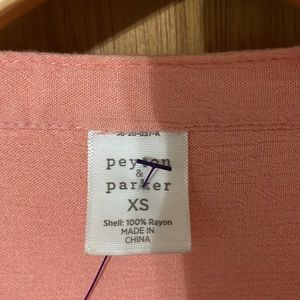 peyton
&
parker
XS
Shell: 100% Rayon
MADE IN
CHINA